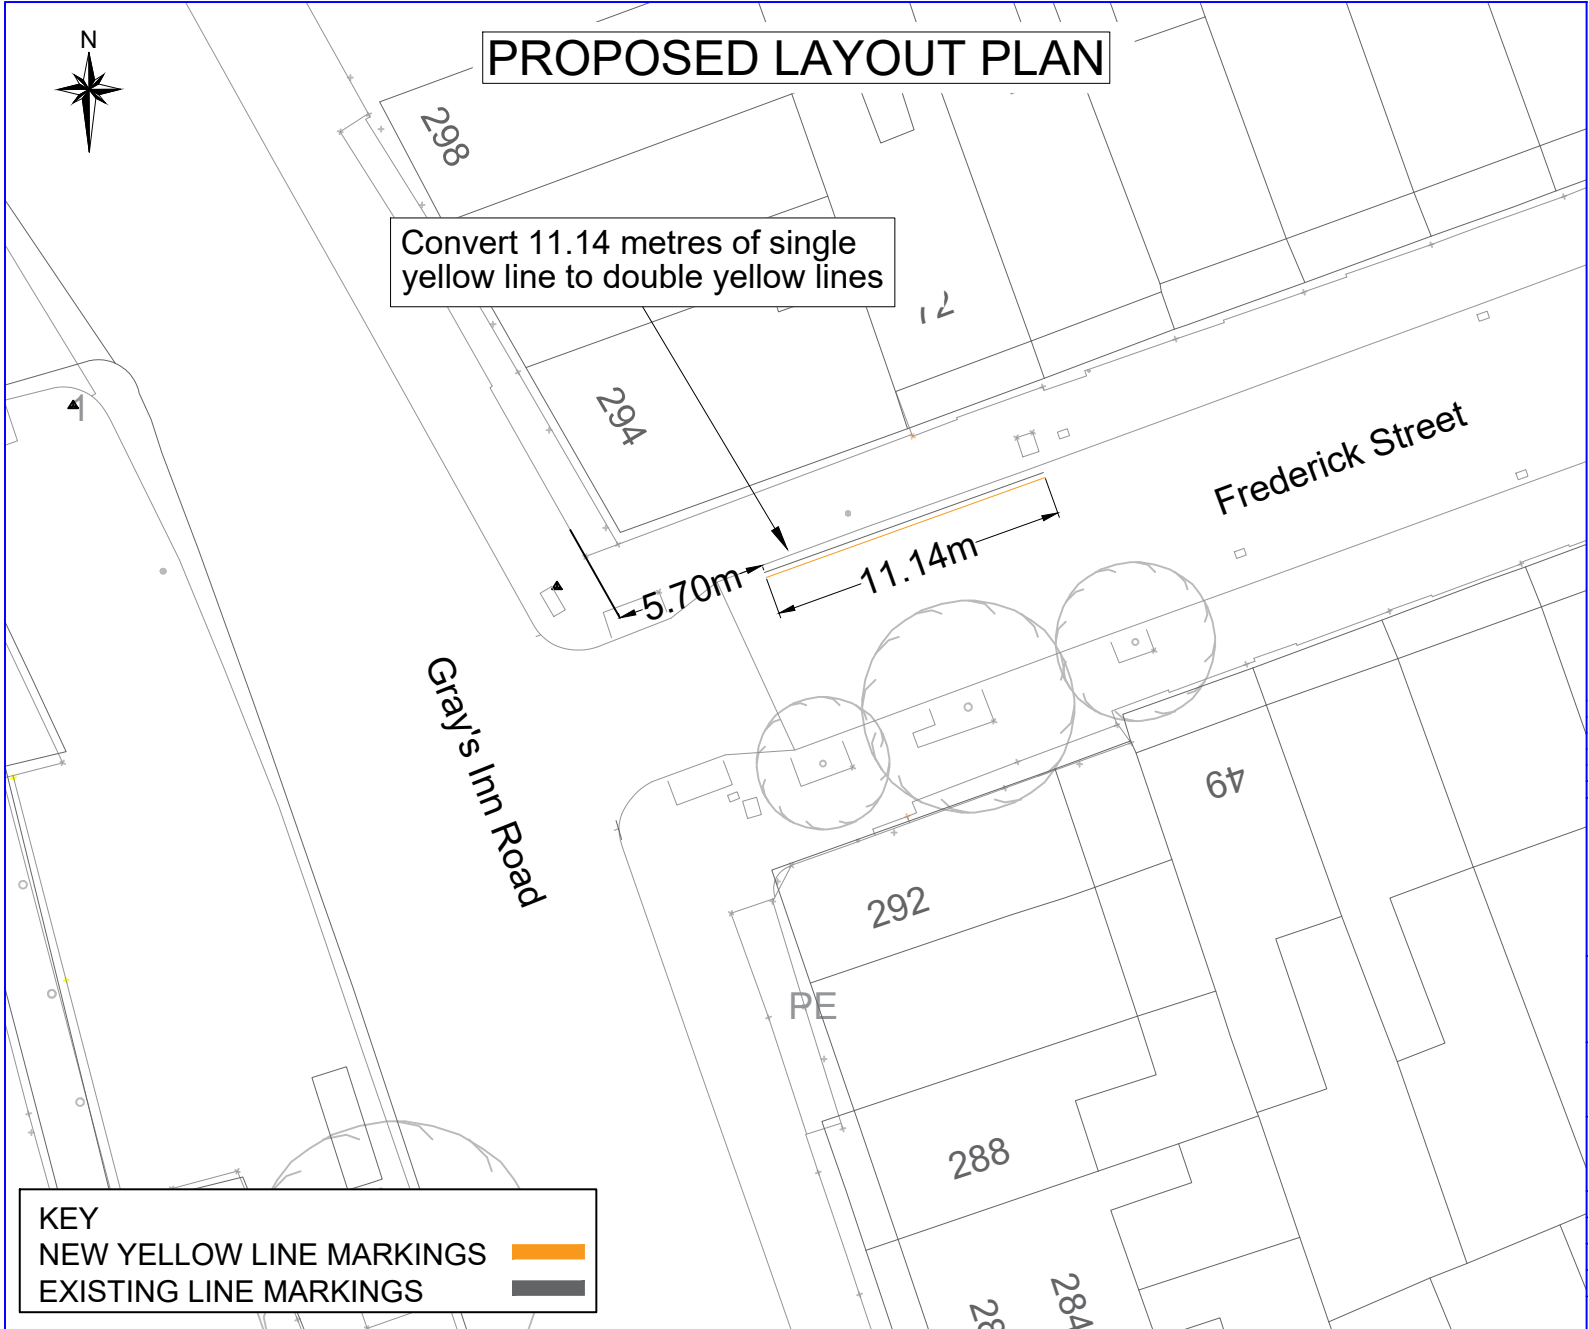 N
PROPOSED LAYOUT PLAN
298
Convert 11.14 metres of single
yellow line to double yellow lines
294
1
Frederick Street
11.14m
5.70m
Gray's Inn Road
49
292
PE
288
284
KEY
NEW YELLOW LINE MARKINGS
EXISTING LINE MARKINGS